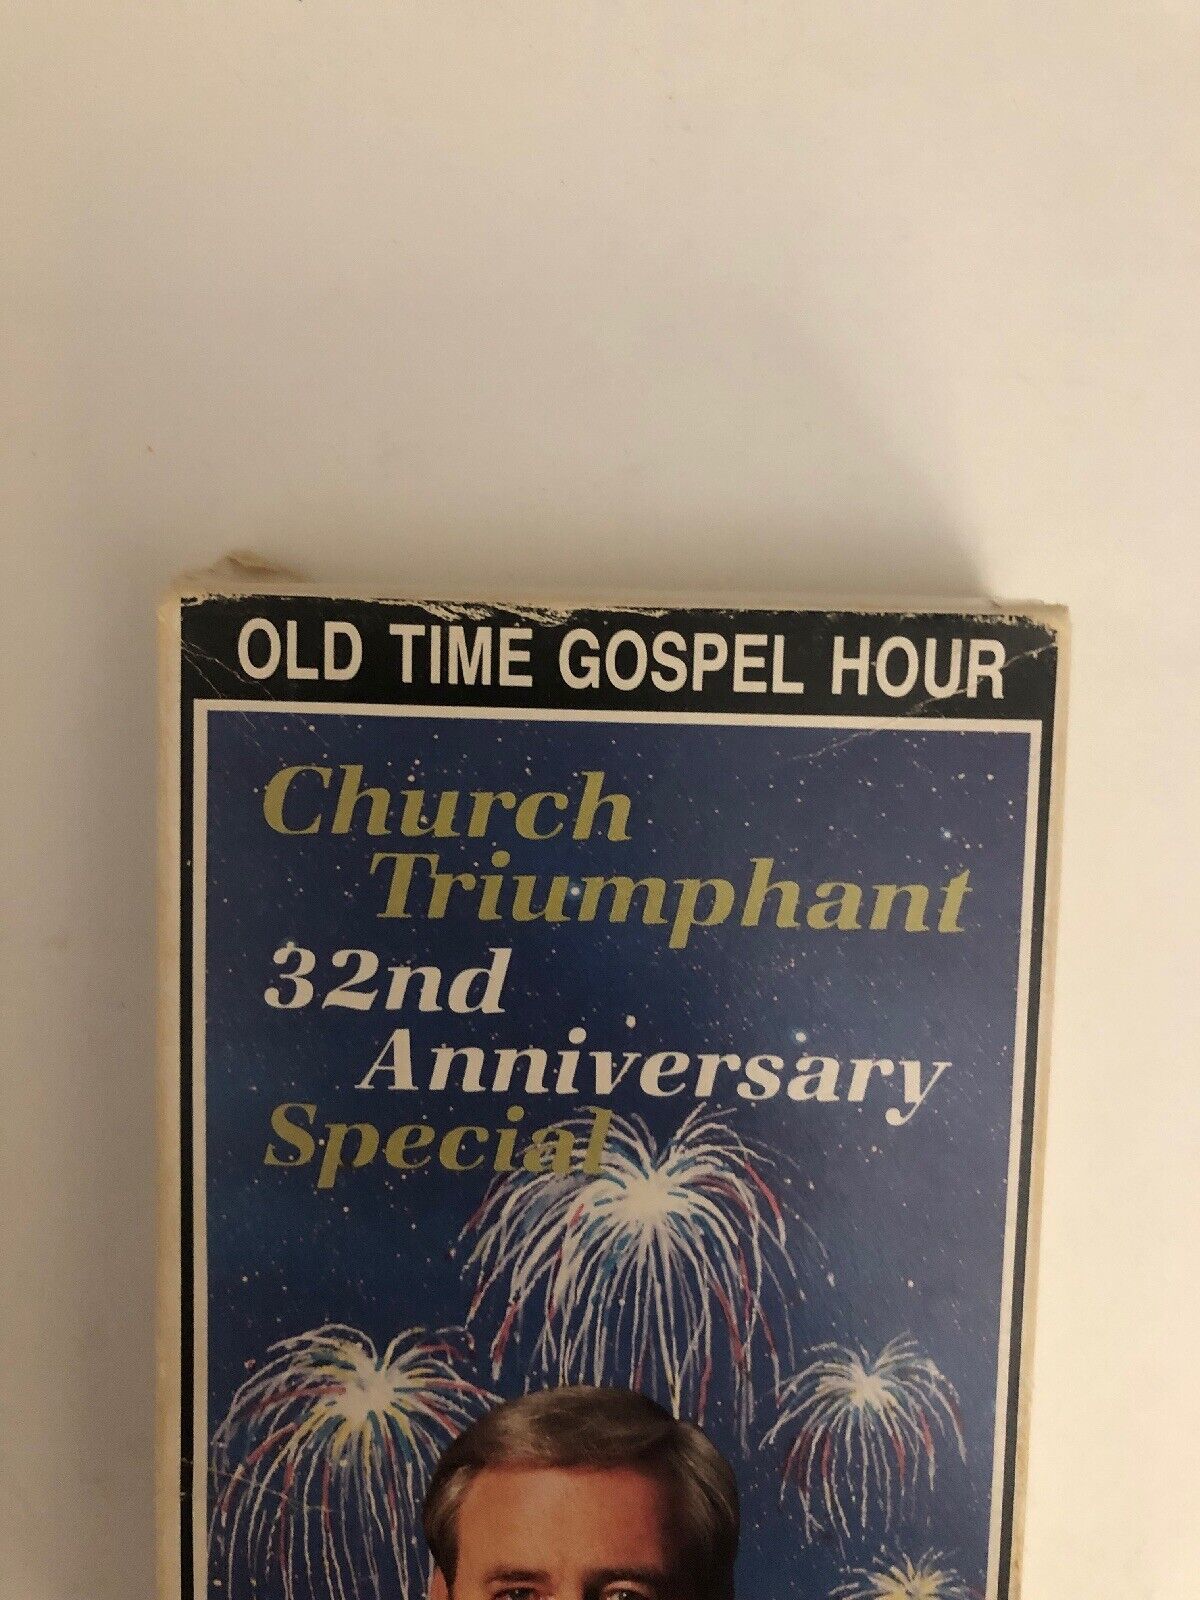 OLD TIME GOSPEL HOUR
Church
Triumphant
32nd
Anniversary
Special